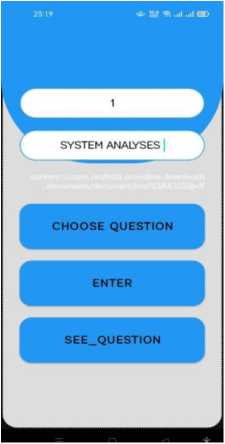 23:19
1
SYSTEM ANALYSES
CHOOSE QUESTION
ENTER
SEE_QUESTION